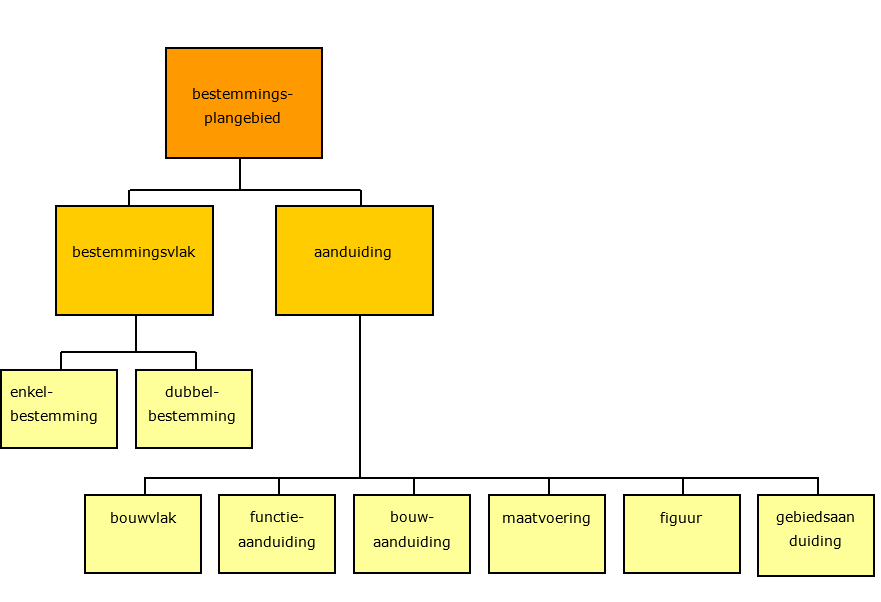 bestemmings-
plangebied
bestemmingsvlak
aanduiding
enkel-
bestemming
dubbel-
bestemming
bouwvlak
functie-
aanduiding
bouw-
aanduiding
maatvoering
figuur
gebiedsaan
duiding